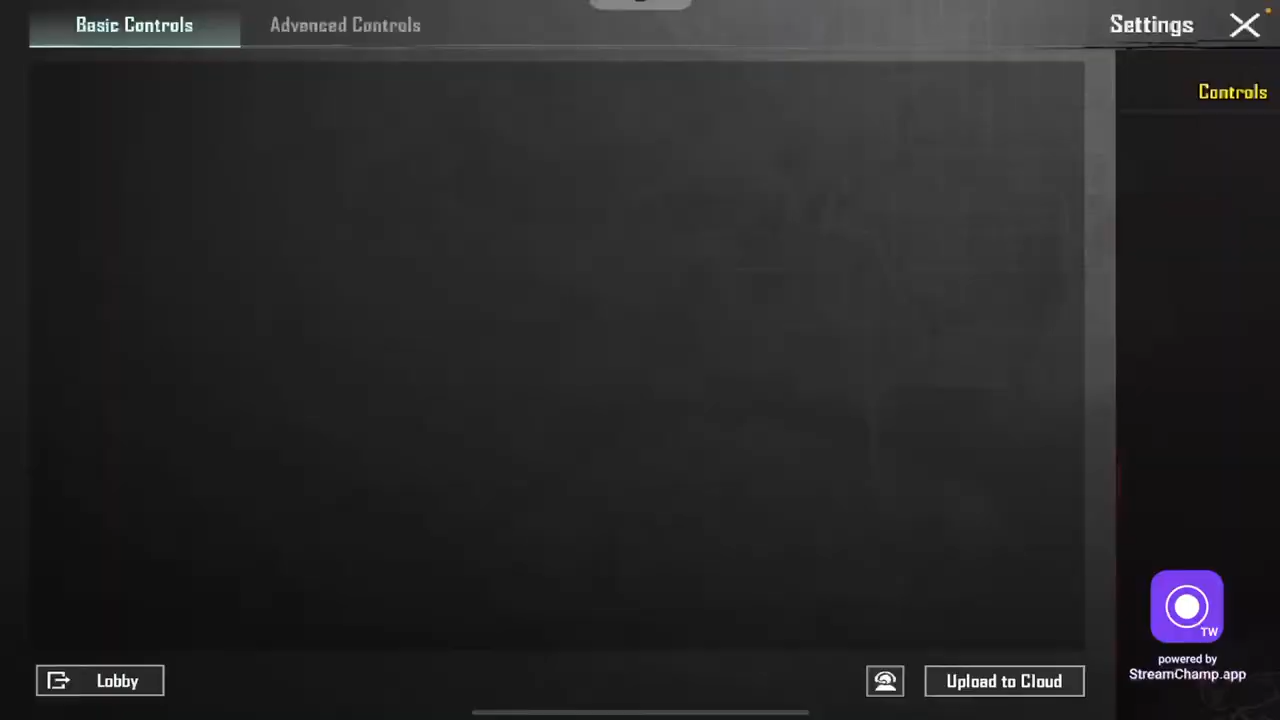 Basic Controls
Advanced Controls
Settings
Controls
TW
powered by
StreamChamp.app
Lobby
Upload to Cloud